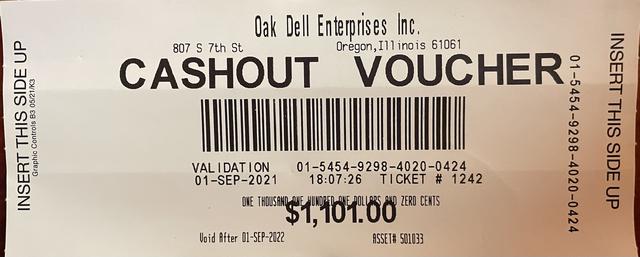 Oak Dell Enterprises Inc.
807 S 7th St Oregon, Illinois 61061
CASHOUT VOUCHER
VALIDATION 01-5454-9298-4020-0424
01-SEP-2021 18:07:26 TICKET # 1242
ONE THOUSAND ONE HUNDRED ONE DOLLARS AND ZERO CENTS
$1,101.00
Void After 01-SEP-2022 ASSET# S01033
INSERT THIS SIDE UP
Graphic Controls B3 05/21/K3
01-5454-9298-4020-0424
INSERT THIS SIDE UP